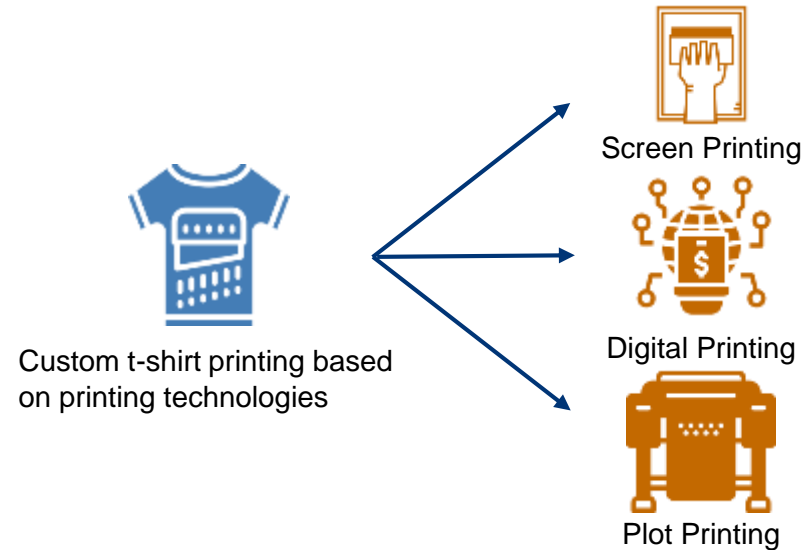 Screen Printing
Custom t-shirt printing based
on printing technologies
$
Digital Printing
Plot Printing